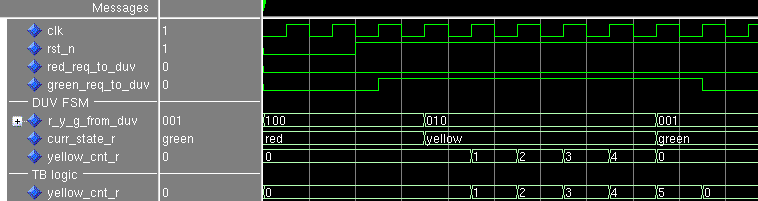 Messages
clk 1
rst_n 1
red_req_to_duv 0
green_req_to_duv 0
DUV FSM
r_y_g_from_duv 001 100 010 001
curr_state_r green red yellow green
yellow_cnt_r 0 0 1 2 3 4 0
TB logic
yellow_cnt_r 0 0 1 2 3 4 5 0